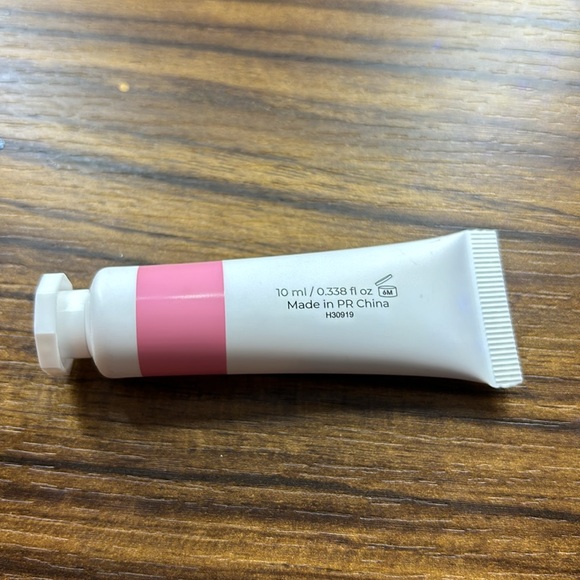 10 ml / 0.338 fl oz 6M
Made in PR China
H30919